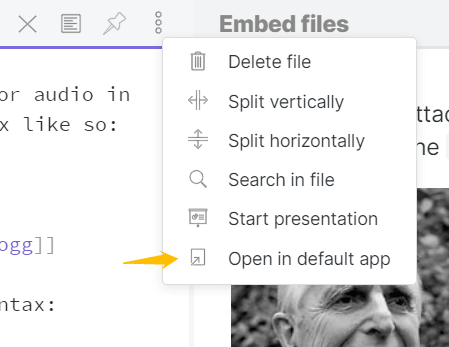 Embed files
or audio in
x like so:
ogg]]
ntax:
Delete file
Split vertically
Split horizontally
Search in file
Start presentation
Open in default app
ttac
ne